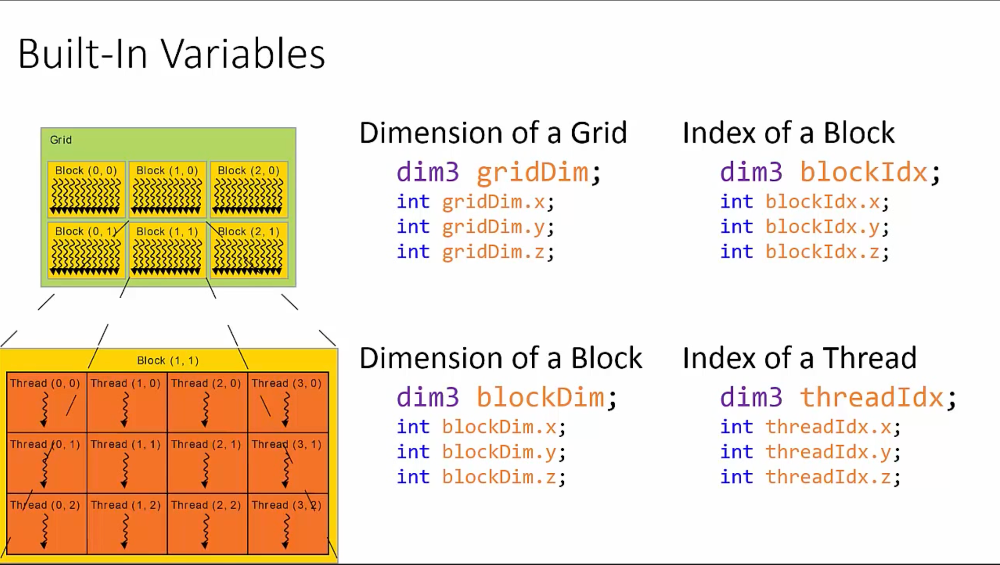 Built-In Variables
Grid
Block (0, 0) Block (1, 0) Block (2, 0)
Block (0, 1) Block (1, 1) Block (2, 1)
Block (1, 1)
Thread (0, 0) Thread (1, 0) Thread (2, 0) Thread (3, 0)
Thread (0, 1) Thread (1, 1) Thread (2, 1) Thread (3, 1)
Thread (0, 2) Thread (1, 2) Thread (2, 2) Thread (3, 2)
Dimension of a Grid
dim3 gridDim;
int gridDim.x;
int gridDim.y;
int gridDim.z;
Index of a Block
dim3 blockIdx;
int blockIdx.x;
int blockIdx.y;
int blockIdx.z;
Dimension of a Block
dim3 blockDim;
int blockDim.x;
int blockDim.y;
int blockDim.z;
Index of a Thread
dim3 threadIdx;
int threadIdx.x;
int threadIdx.y;
int threadIdx.z;